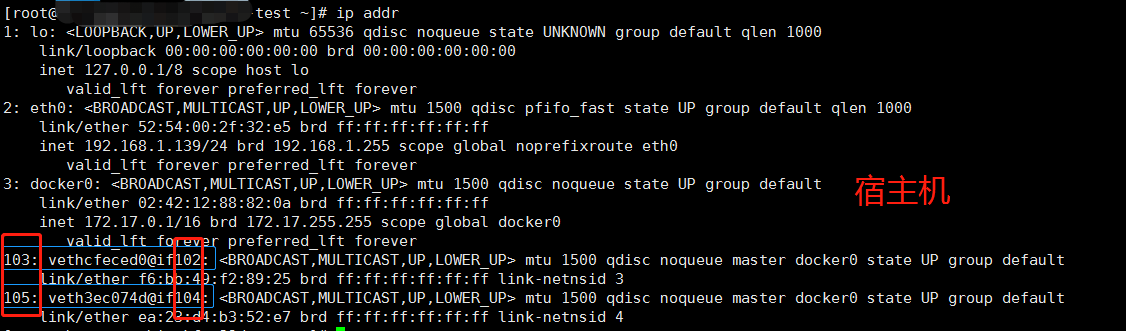 [root@ -test ~]# ip addr
1: lo: <LOOPBACK,UP,LOWER_UP> mtu 65536 qdisc noqueue state UNKNOWN group default qlen 1000
link/loopback 00:00:00:00:00:00 brd 00:00:00:00:00:00
inet 127.0.0.1/8 scope host lo
valid_lft forever preferred_lft forever
2: eth0: <BROADCAST,MULTICAST,UP,LOWER_UP> mtu 1500 qdisc pfifo_fast state UP group default qlen 1000
link/ether 52:54:00:2f:32:e5 brd ff:ff:ff:ff:ff:ff
inet 192.168.1.139/24 brd 192.168.1.255 scope global noprefixroute eth0
valid_lft forever preferred_lft forever
3: docker0: <BROADCAST,MULTICAST,UP,LOWER_UP> mtu 1500 qdisc noqueue state UP group default
宿主机
link/ether 02:42:12:88:82:0a brd ff:ff:ff:ff:ff:ff
inet 172.17.0.1/16 brd 172.17.255.255 scope global docker0
valid_lft forever preferred_lft forever
103: vethcfeced0@if102: <BROADCAST,MULTICAST,UP,LOWER_UP> mtu 1500 qdisc noqueue master docker0 state UP group default
link/ether f6:bb:49:f2:89:25 brd ff:ff:ff:ff:ff:ff link-netnsid 3
105: veth3ec074d@if104: <BROADCAST,MULTICAST,UP,LOWER_UP> mtu 1500 qdisc noqueue master docker0 state UP group default
link/ether ea:23:d4:b3:52:e7 brd ff:ff:ff:ff:ff:ff link-netnsid 4